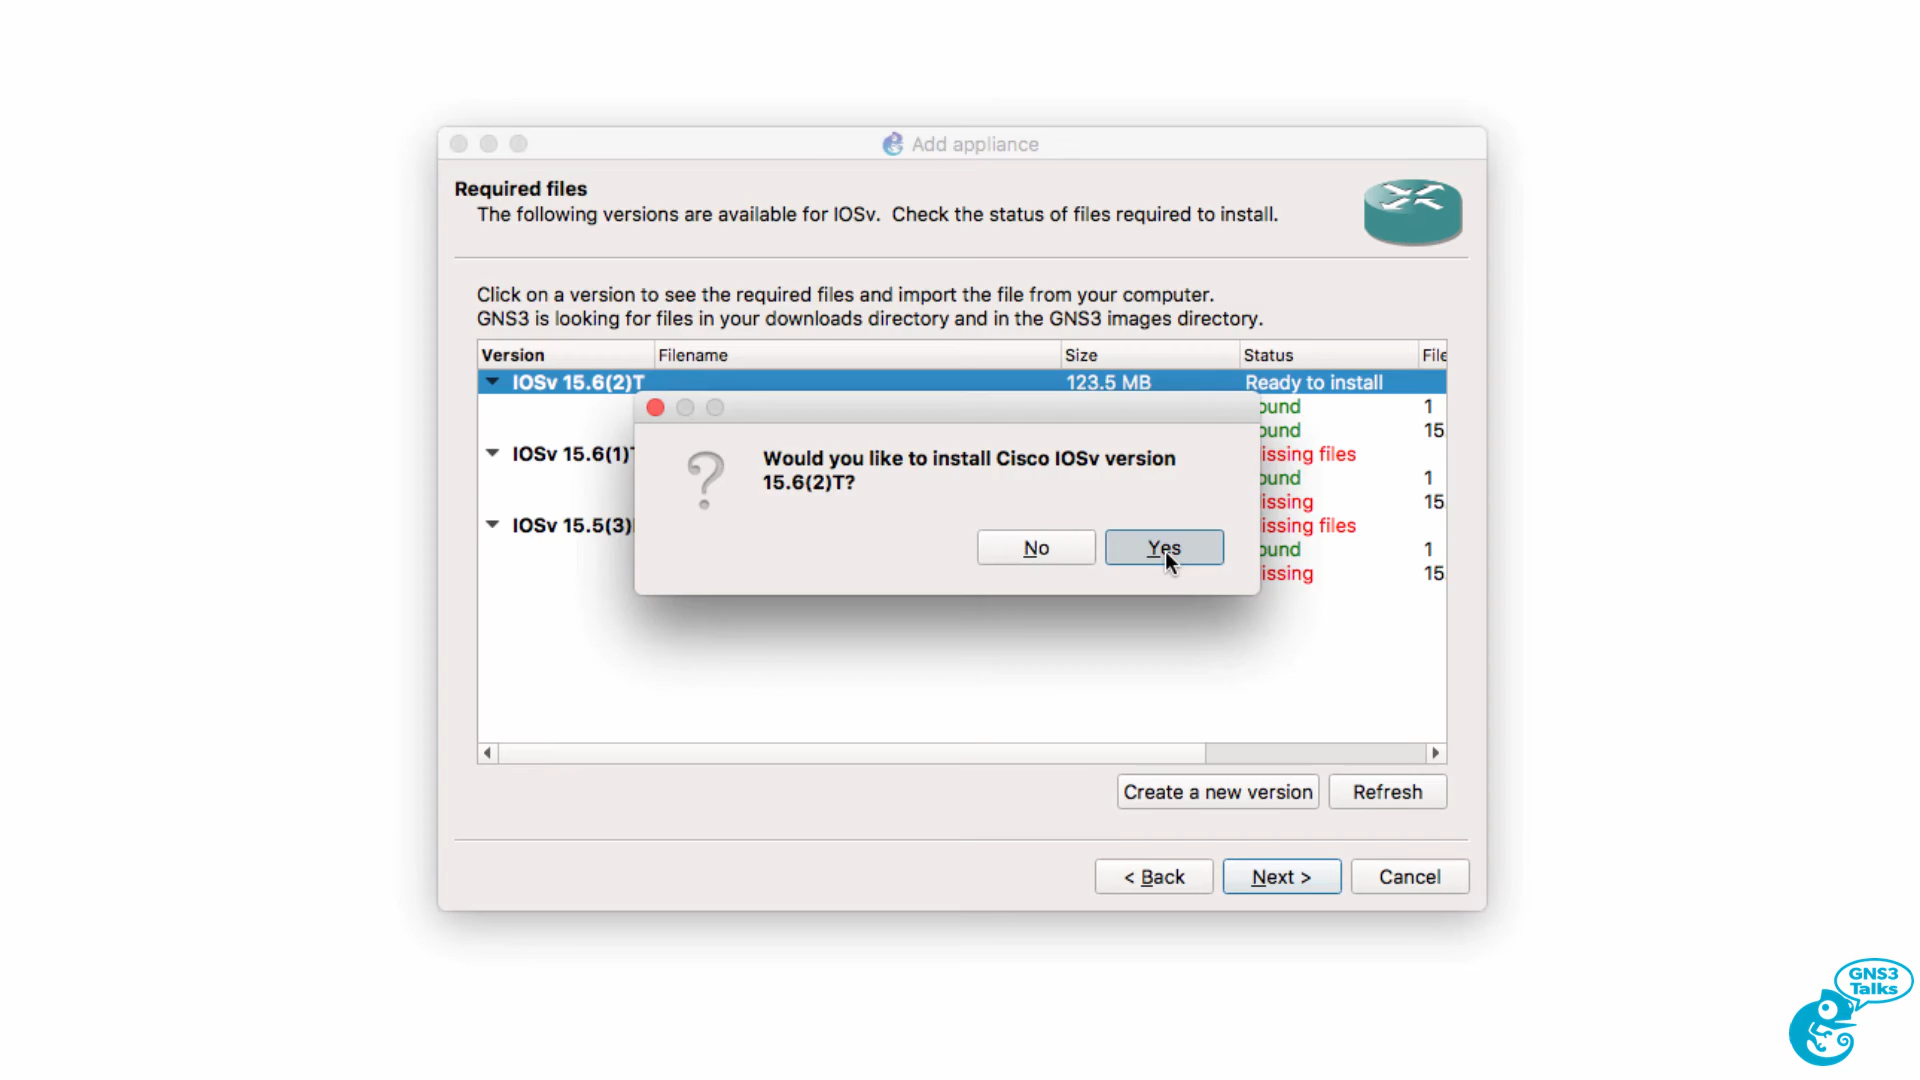 Add appliance
Required files
The following versions are available for IOSv. Check the status of files required to install.
Click on a version to see the required files and import the file from your computer.
GNS3 is looking for files in your downloads directory and in the GNS3 images directory.
Version Filename Size Status File
IOSv 15.6(2)T 123.5 MB Ready to install
ound 1
ound 15
IOSv 15.6(1) issing files
ound 1
issing 15
IOSv 15.5(3) issing files
ound 1
issing 15
?
Would you like to install Cisco IOSv version
15.6(2)T?
No Yes
Create a new version Refresh
< Back Next > Cancel
GNS3
Talks